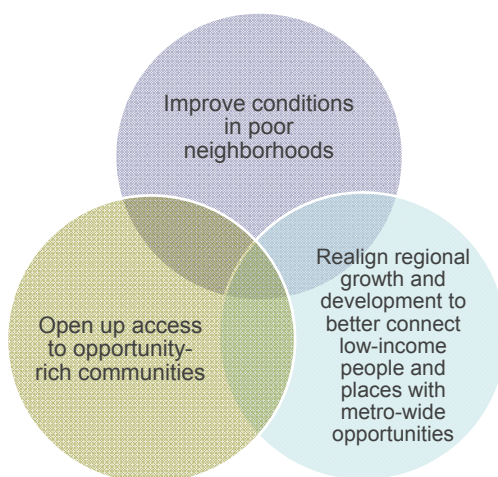 Improve conditions
in poor
neighborhoods
Open up access
to opportunity-
rich communities
Realign regional
growth and
development to
better connect
low-income
people and
places with
metro-wide
opportunities